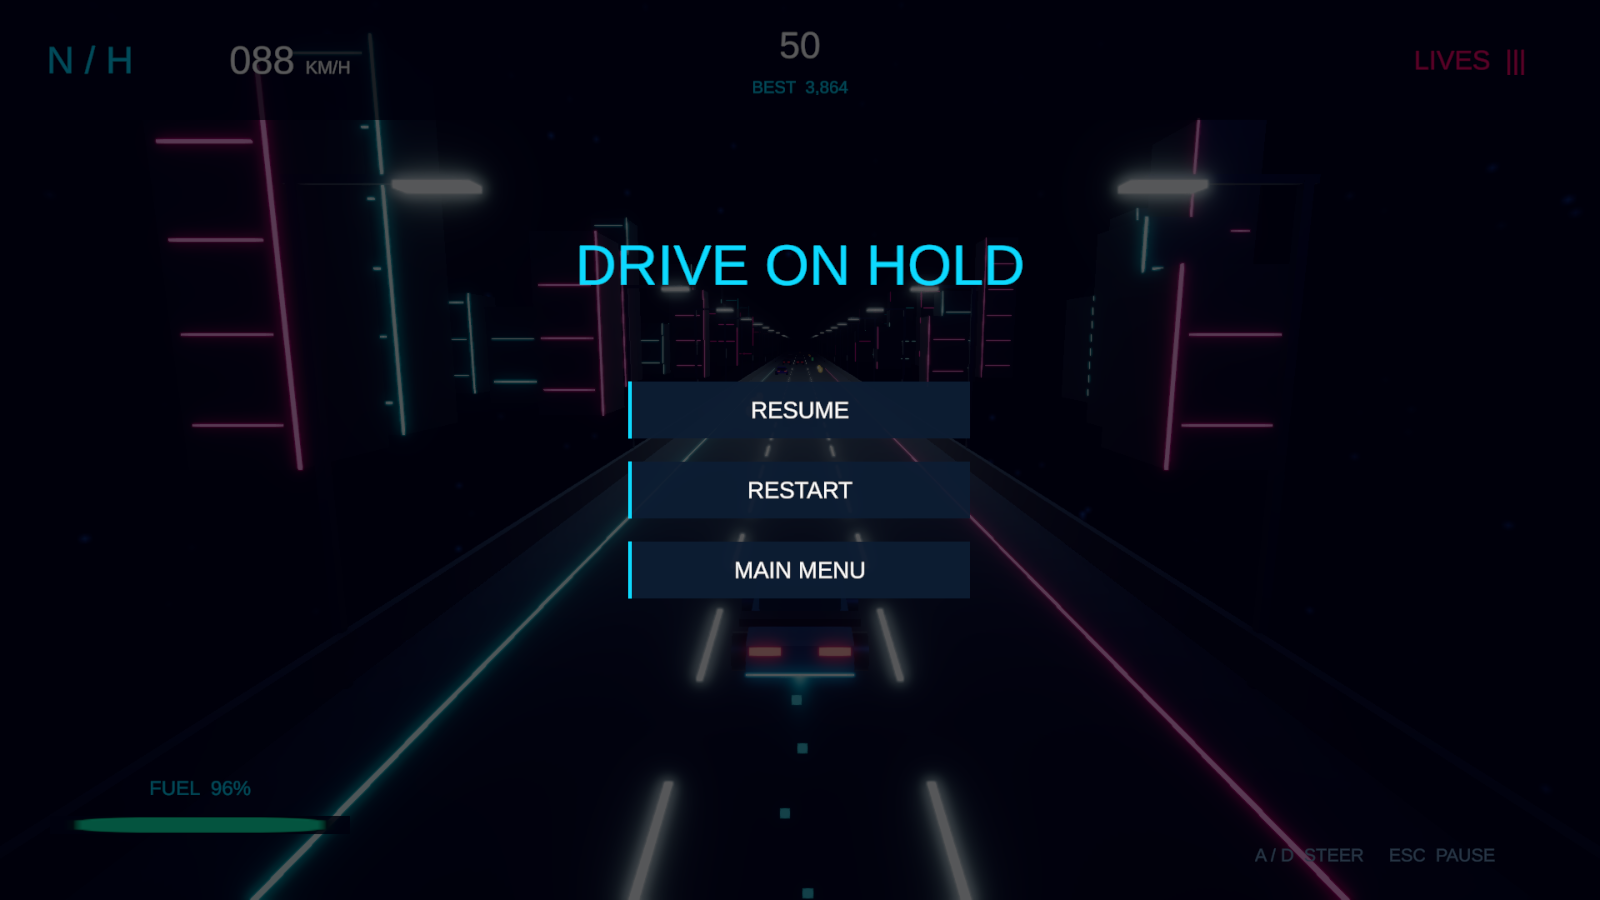 N / H
088 KM/H
50
BEST 3,864
LIVES |||
DRIVE ON HOLD
RESUME
RESTART
MAIN MENU
FUEL 96%
A / D STEER ESC PAUSE